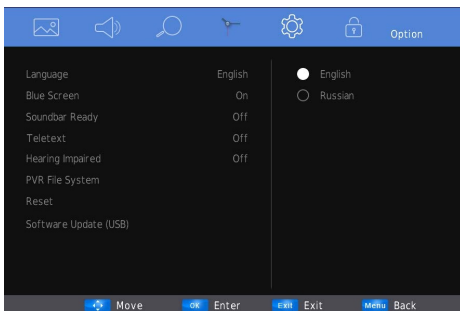 Option
Language English
Blue Screen On
Soundbar Ready Off
Teletext Off
Hearing Impaired Off
PVR File System
Reset
Software Update (USB)
English
Russian
Move OK Enter Exit Exit Menu Back